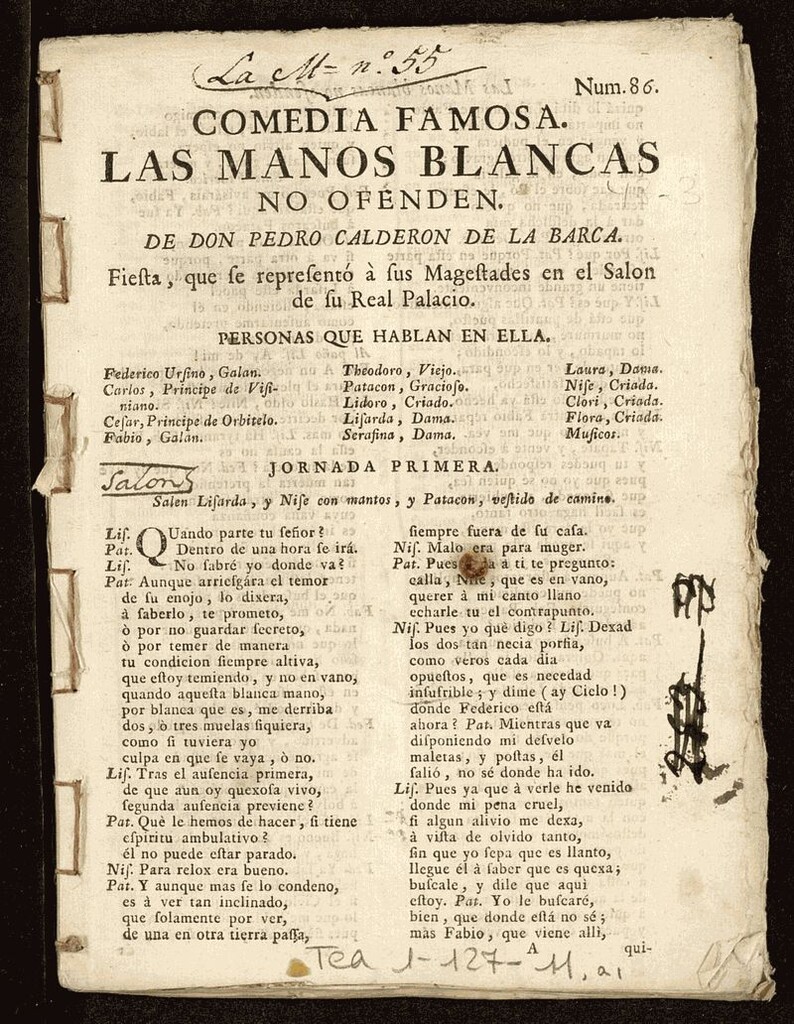 La Mª nº 55
Num. 86.
COMEDIA FAMOSA.
LAS MANOS BLANCAS
NO OFENDEN.
DE DON PEDRO CALDERON DE LA BARCA.
Fieſta, que ſe repreſentó à ſus Mageſtades en el Salon
de ſu Real Palacio.
PERSONAS QUE HABLAN EN ELLA.
Federico Urſino, Galan.
Carlos, Principe de Viſi-
niano.
Ceſar, Principe de Orbitelo.
Fabio, Galan.
Theodoro, Viejo.
Patacon, Gracioſo.
Lidoro, Criado.
Liſarda, Dama.
Serafina, Dama.
Laura, Dama.
Niſe, Criada.
Clori, Criada.
Flora, Criada.
Muſicos.
JORNADA PRIMERA.
Salon
Salen Liſarda, y Niſe con mantos, y Patacon, veſtido de camino.
Liſ. QUando parte tu ſeñor?
Pat. Dentro de una hora ſe irá.
Liſ. No ſabré yo donde va?
Pat. Aunque arrieſgára el temor
de ſu enojo, lo dixera,
à ſaberlo, te prometo,
ò por no guardar ſecreto,
ò por temer de manera
tu condicion ſiempre altiva,
que eſtoy temiendo, y no en vano,
quando aqueſta blanca mano,
por blanca que es, me derriba
dos, ò tres muelas ſiquiera,
como ſi tuviera yo
culpa en que ſe vaya, ò no.
Liſ. Tras el auſencia primera,
de que aun oy quexoſa vivo,
ſegunda auſencia previene?
Pat. Què le hemos de hacer, ſi tiene
eſpiritu ambulativo?
él no puede eſtar parado.
Niſ. Para relox era bueno.
Pat. Y aunque mas ſe lo condeno,
es à ver tan inclinado,
que ſolamente por ver,
de una en otra tierra paſſa,
ſiempre fuera de ſu caſa.
Niſ. Malo era para muger.
Pat. Pues a à ti te pregunto:
calla, Niſe, que es en vano,
querer à mi canto llano
echarle tu el contrapunto.
Niſ. Pues yo què digo? Liſ. Dexad
los dos tan necia porfia,
como veros cada dia
opueſtos, que es necedad
inſufrible; y dime (ay Cielo!)
donde Federico eſtá
ahora? Pat. Mientras que va
diſponiendo mi deſvelo
maletas, y poſtas, él
ſalió, no sé donde ha ido.
Liſ. Pues ya que à verle he venido
donde mi pena cruel,
ſi algun alivio me dexa,
à viſta de olvido tanto,
ſin que yo ſepa que es llanto,
llegue él à ſaber que es quexa;
buſcale, y dile que aquì
eſtoy. Pat. Yo le buſcaré,
bien, que donde eſtá no sé;
mas Fabio, que viene allì,
A qui-
Tea 1-127-11, a1